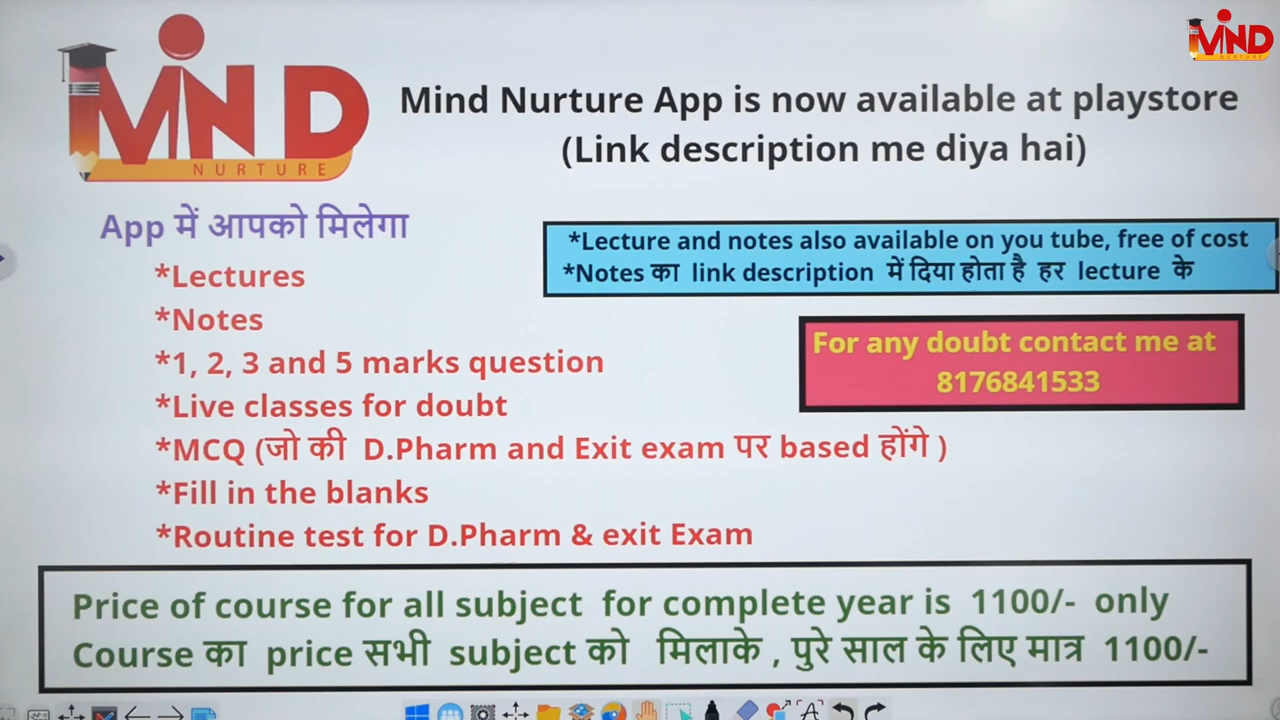 MIND
NURTURE
MIND
NURTURE
Mind Nurture App is now available at playstore
(Link description me diya hai)
App में आपको मिलेगा
*Lectures
*Notes
*1, 2, 3 and 5 marks question
*Live classes for doubt
*MCQ (जो की D.Pharm and Exit exam पर based होंगे )
*Fill in the blanks
*Routine test for D.Pharm & exit Exam
*Lecture and notes also available on you tube, free of cost
*Notes का link description में दिया होता है हर lecture के
For any doubt contact me at
8176841533
Price of course for all subject for complete year is 1100/- only
Course का price सभी subject को मिलाके , पुरे साल के लिए मात्र 1100/-